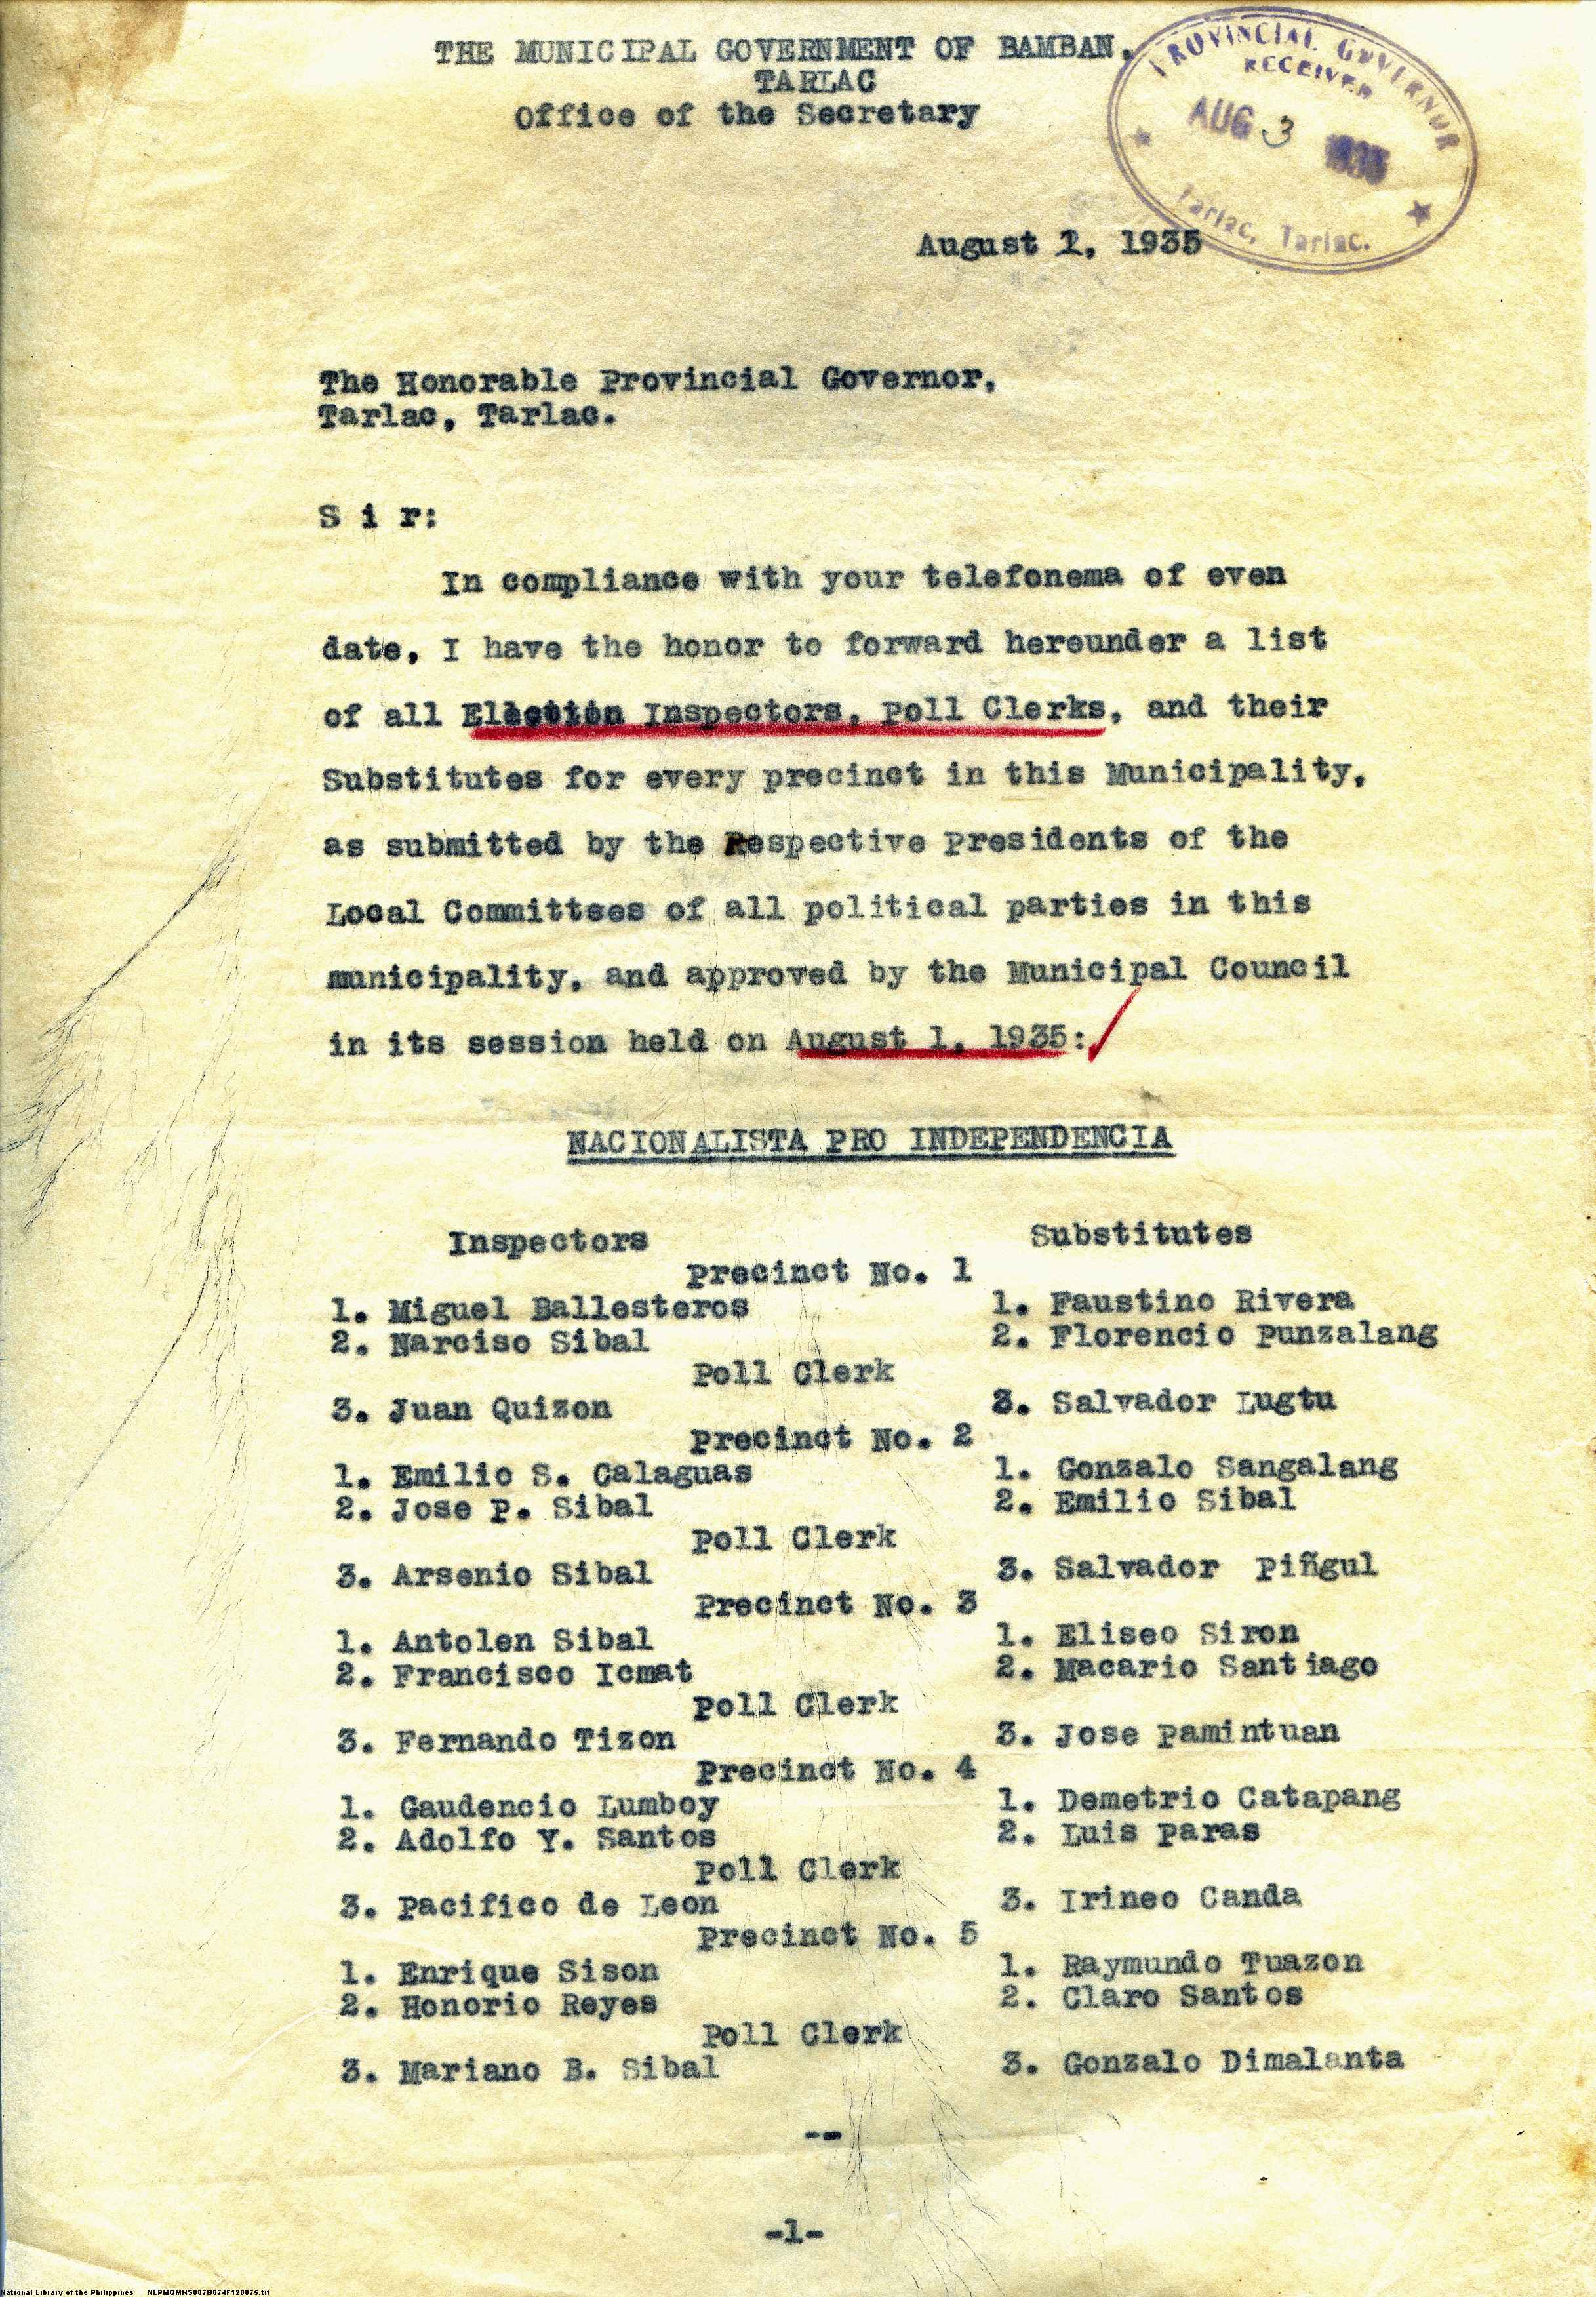 THE MUNICIPAL GOVERNMENT OF BAMBAN,
TARLAC
Office of the Secretary
PROVINCIAL GOVERNOR
RECEIVED
AUG 3 1935
Tarlac, Tarlac.
August 2, 1935
The Honorable Provincial Governor,
Tarlac, Tarlac.
S i r:
In compliance with your telefonema of even
date, I have the honor to forward hereunder a list
of all Election Inspectors, Poll Clerks, and their
Substitutes for every precinct in this Municipality,
as submitted by the Respective Presidents of the
Local Committees of all political parties in this
municipality, and approved by the Municipal Council
in its session held on August 1, 1935:
NACIONALISTA PRO INDEPENDENCIA
Inspectors Substitutes
Precinct No. 1
1. Miguel Ballesteros 1. Faustino Rivera
2. Narciso Sibal 2. Florencio Punzalang
Poll Clerk
3. Juan Quizon 3. Salvador Lugtu
Precinct No. 2
1. Emilio S. Calaguas 1. Gonzalo Sangalang
2. Jose P. Sibal 2. Emilio Sibal
Poll Clerk
3. Arsenio Sibal 3. Salvador Piñgul
Precinct No. 3
1. Antolen Sibal 1. Eliseo Siron
2. Francisco Icmat 2. Macario Santiago
Poll Clerk
3. Fernando Tizon 3. Jose Pamintuan
Precinct No. 4
1. Gaudencio Lumboy 1. Demetrio Catapang
2. Adolfo Y. Santos 2. Luis Paras
Poll Clerk
3. Pacifico de Leon 3. Irineo Canda
Precinct No. 5
1. Enrique Sison 1. Raymundo Tuazon
2. Honorio Reyes 2. Claro Santos
Poll Clerk
3. Mariano B. Sibal 3. Gonzalo Dimalanta
--
-1-
National Library of the Philippines NLPMQMNS007B074F120075.tif